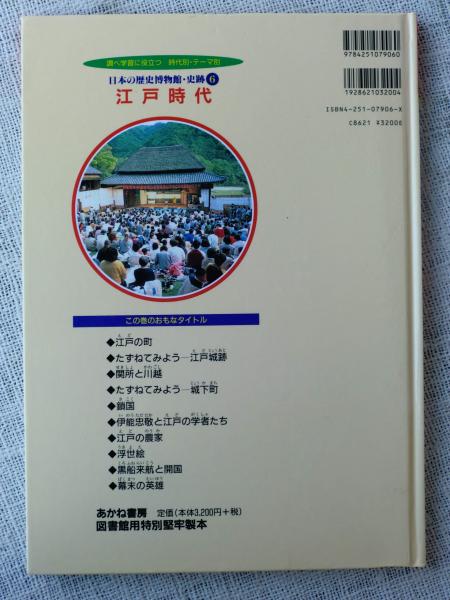 調べ学習に役立つ 時代別・テーマ別
日本の歴史博物館・史跡 6
江戸時代
9784251079060
1928621032004
ISBN4-251-07906-X
C8621 ¥3200E
この巻のおもなタイトル
◆江戸の町
◆たずねてみよう―江戸城跡
◆関所と川越
◆たずねてみよう―城下町
◆鎖国
◆伊能忠敬と江戸の学者たち
◆江戸の農家
◆浮世絵
◆黒船来航と開国
◆幕末の英雄
あかね書房 定価(本体3,200円+税)
図書館用特別堅牢製本